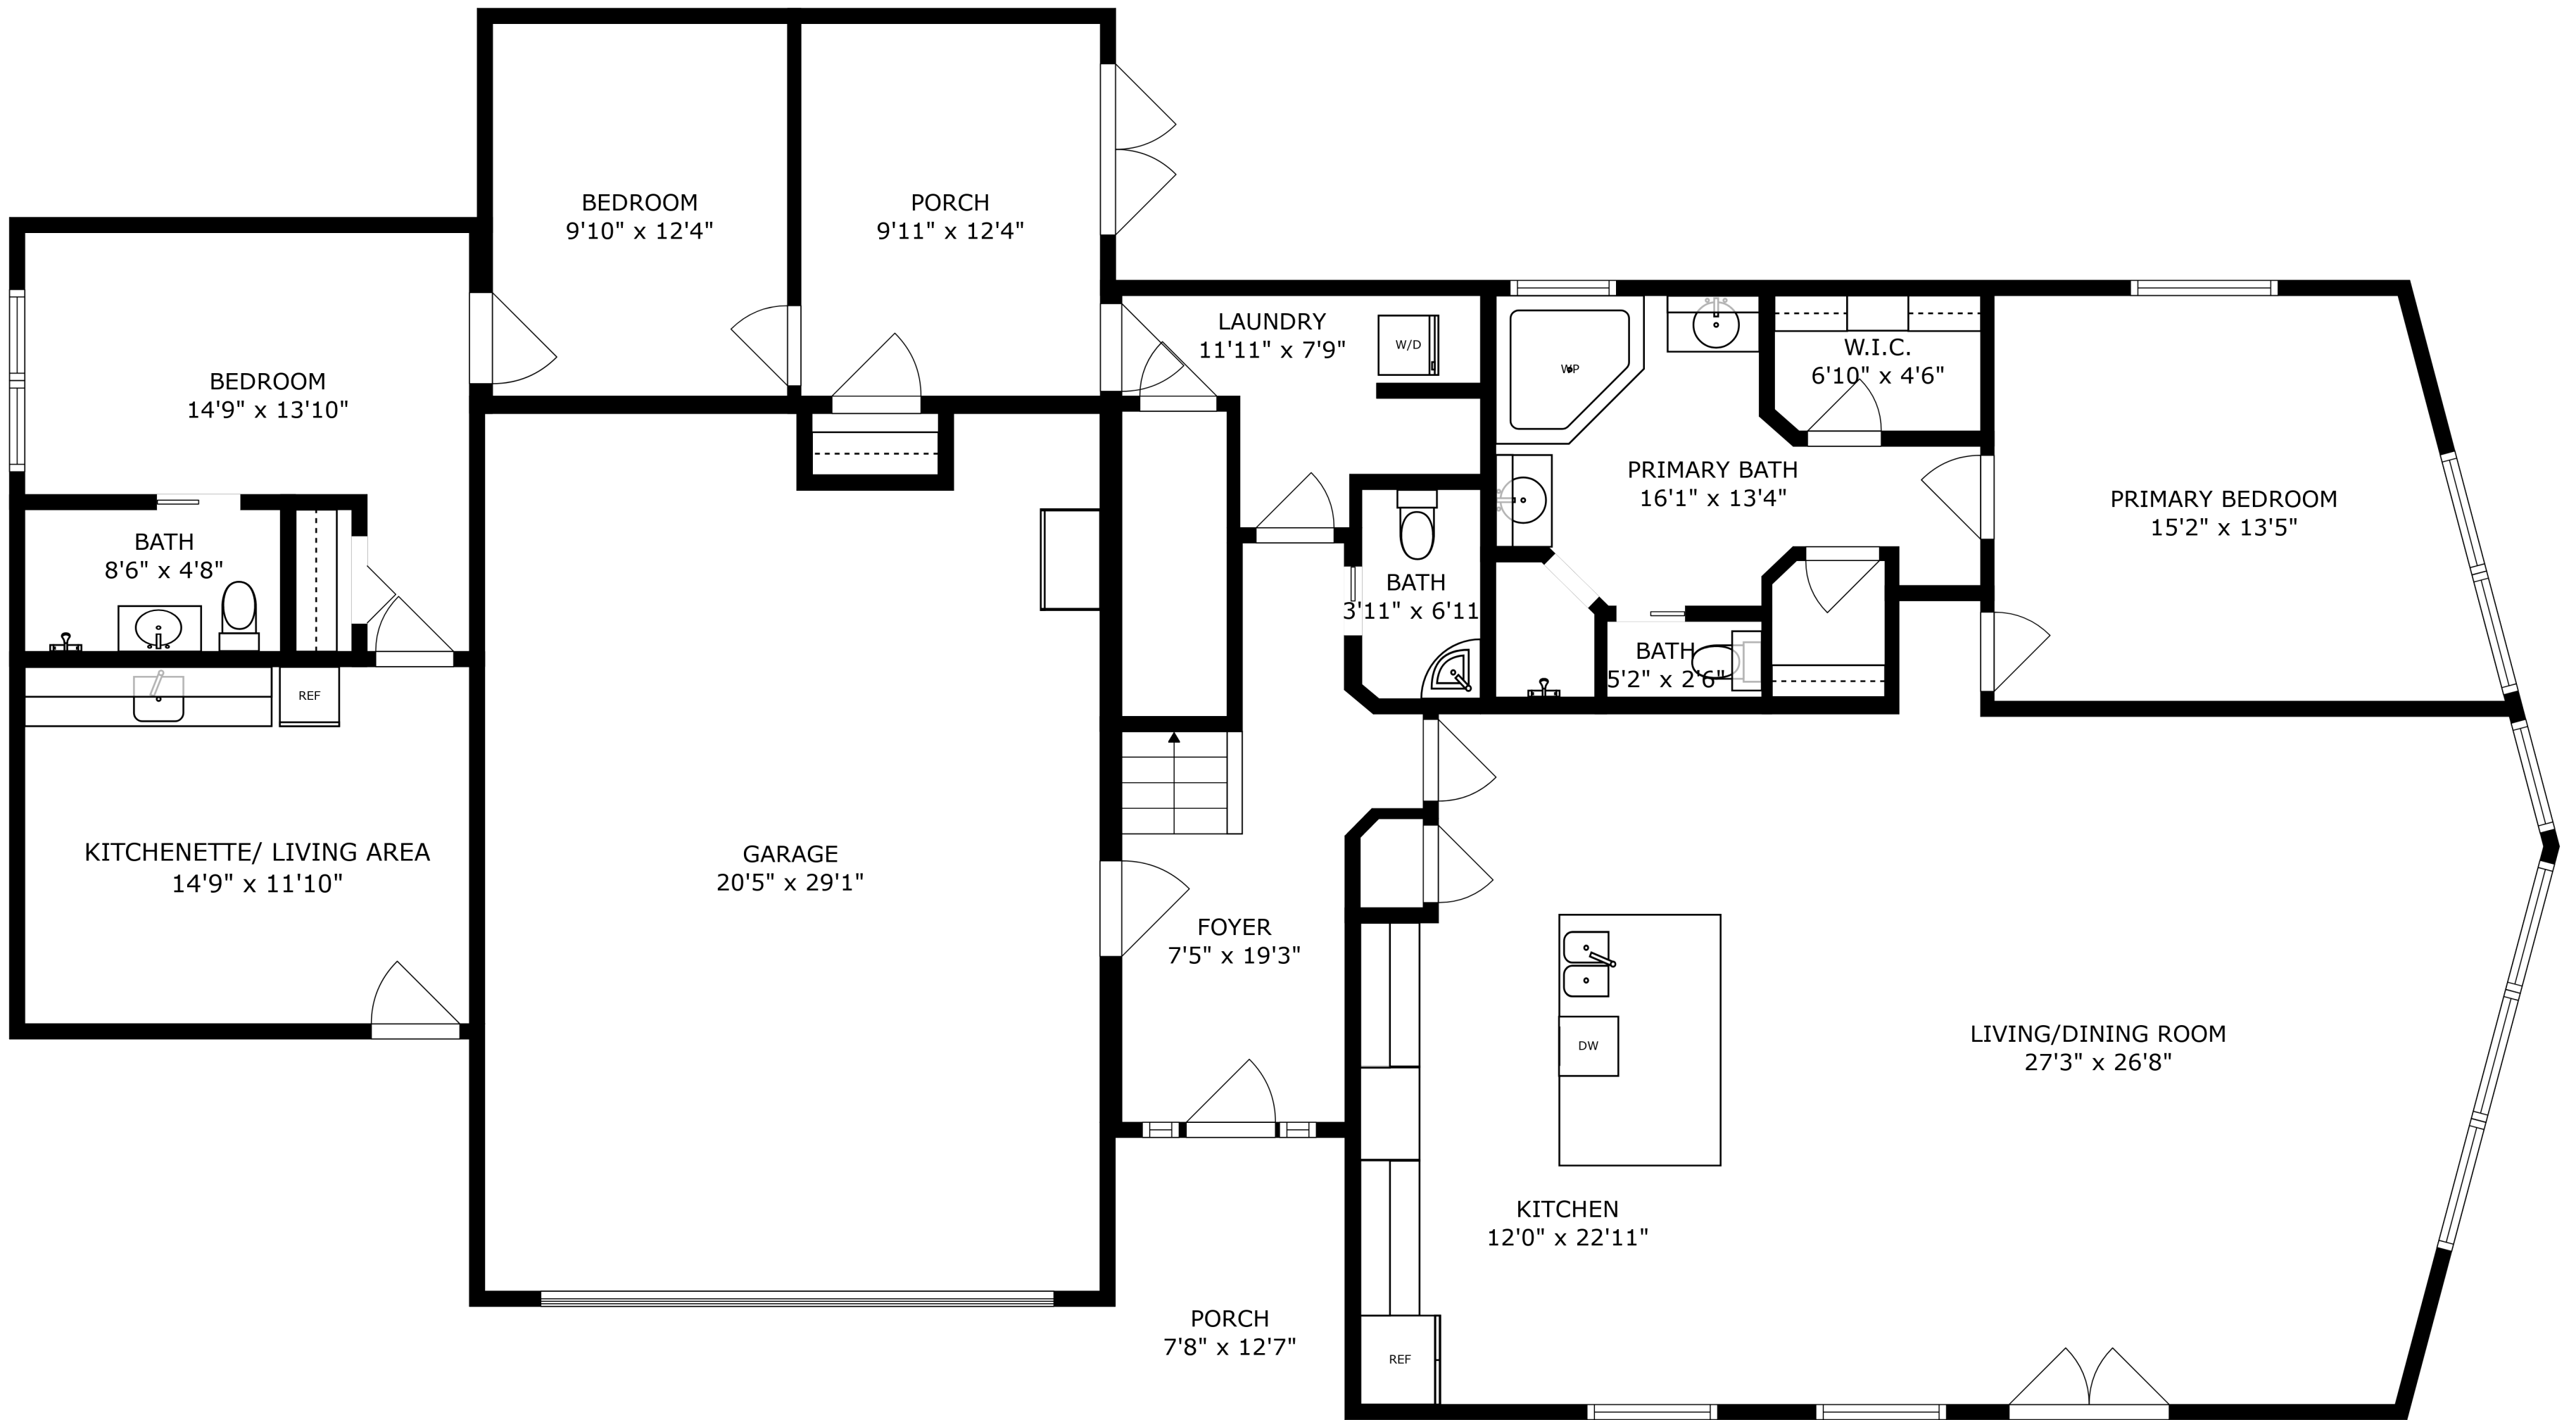 BEDROOM
9'10" x 12'4"
PORCH
9'11" x 12'4"
BEDROOM
14'9" x 13'10"
LAUNDRY
11'11" x 7'9"
W/D
WP
W.I.C.
6'10" x 4'6"
PRIMARY BATH
16'1" x 13'4"
PRIMARY BEDROOM
15'2" x 13'5"
BATH
8'6" x 4'8"
BATH
3'11" x 6'11
BATH
5'2" x 2'6"
REF
KITCHENETTE/ LIVING AREA
14'9" x 11'10"
GARAGE
20'5" x 29'1"
FOYER
7'5" x 19'3"
DW
LIVING/DINING ROOM
27'3" x 26'8"
KITCHEN
12'0" x 22'11"
PORCH
7'8" x 12'7"
REF